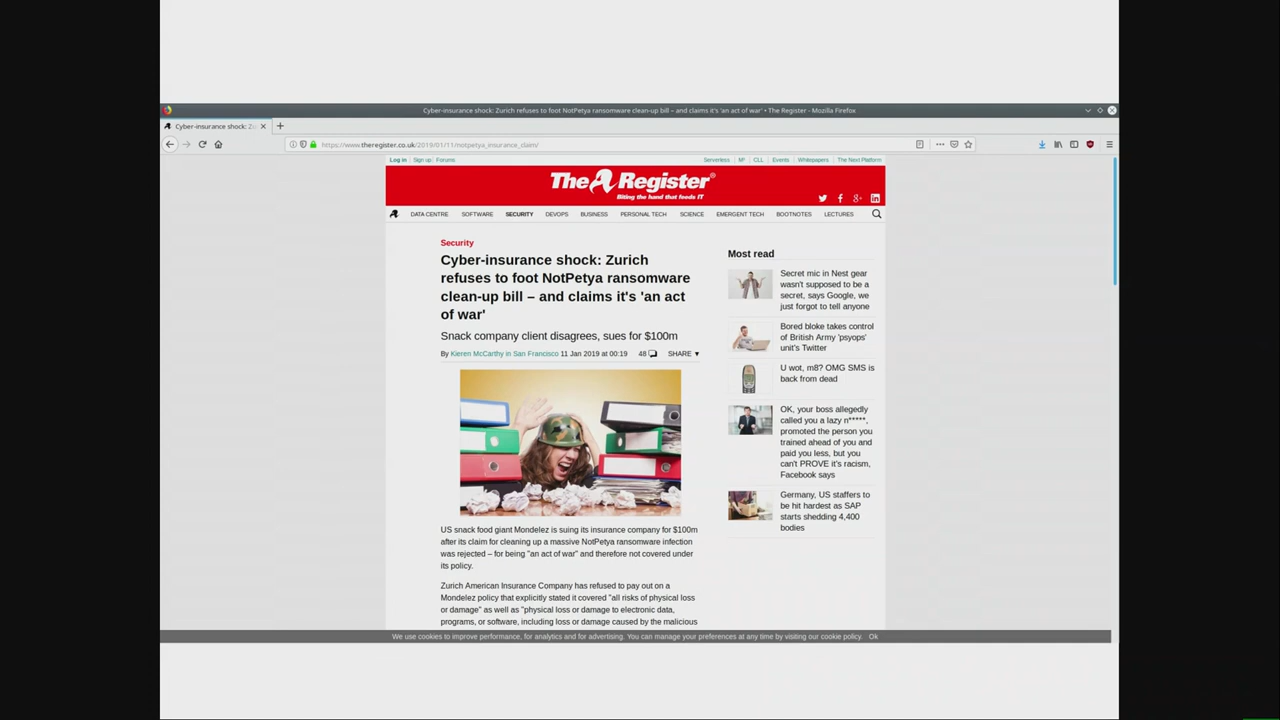 Cyber-insurance shock: Zurich refuses to foot NotPetya ransomware clean-up bill – and claims it's 'an act of war' • The Register - Mozilla Firefox
Cyber-insurance shock: Z
https://www.theregister.co.uk/2019/01/11/notpetya_insurance_claim/
Log in Sign up Forums
Serverless M³ CLL Events Whitepapers The Next Platform
The Register®
Biting the hand that feeds IT
DATA CENTRE SOFTWARE SECURITY DEVOPS BUSINESS PERSONAL TECH SCIENCE EMERGENT TECH BOOTNOTES LECTURES
Security
Cyber-insurance shock: Zurich
refuses to foot NotPetya ransomware
clean-up bill – and claims it's 'an act
of war'
Snack company client disagrees, sues for $100m
By Kieren McCarthy in San Francisco 11 Jan 2019 at 00:19 48 SHARE ▼
US snack food giant Mondelez is suing its insurance company for $100m
after its claim for cleaning up a massive NotPetya ransomware infection
was rejected – for being "an act of war" and therefore not covered under
its policy.
Zurich American Insurance Company has refused to pay out on a
Mondelez policy that explicitly stated it covered "all risks of physical loss
or damage" as well as "physical loss or damage to electronic data,
programs, or software, including loss or damage caused by the malicious
Most read
Secret mic in Nest gear
wasn't supposed to be a
secret, says Google, we
just forgot to tell anyone
Bored bloke takes control
of British Army 'psyops'
unit's Twitter
U wot, m8? OMG SMS is
back from dead
OK, your boss allegedly
called you a lazy n*****,
promoted the person you
trained ahead of you and
paid you less, but you
can't PROVE it's racism,
Facebook says
Germany, US staffers to
be hit hardest as SAP
starts shedding 4,400
bodies
We use cookies to improve performance, for analytics and for advertising. You can manage your preferences at any time by visiting our cookie policy. Ok